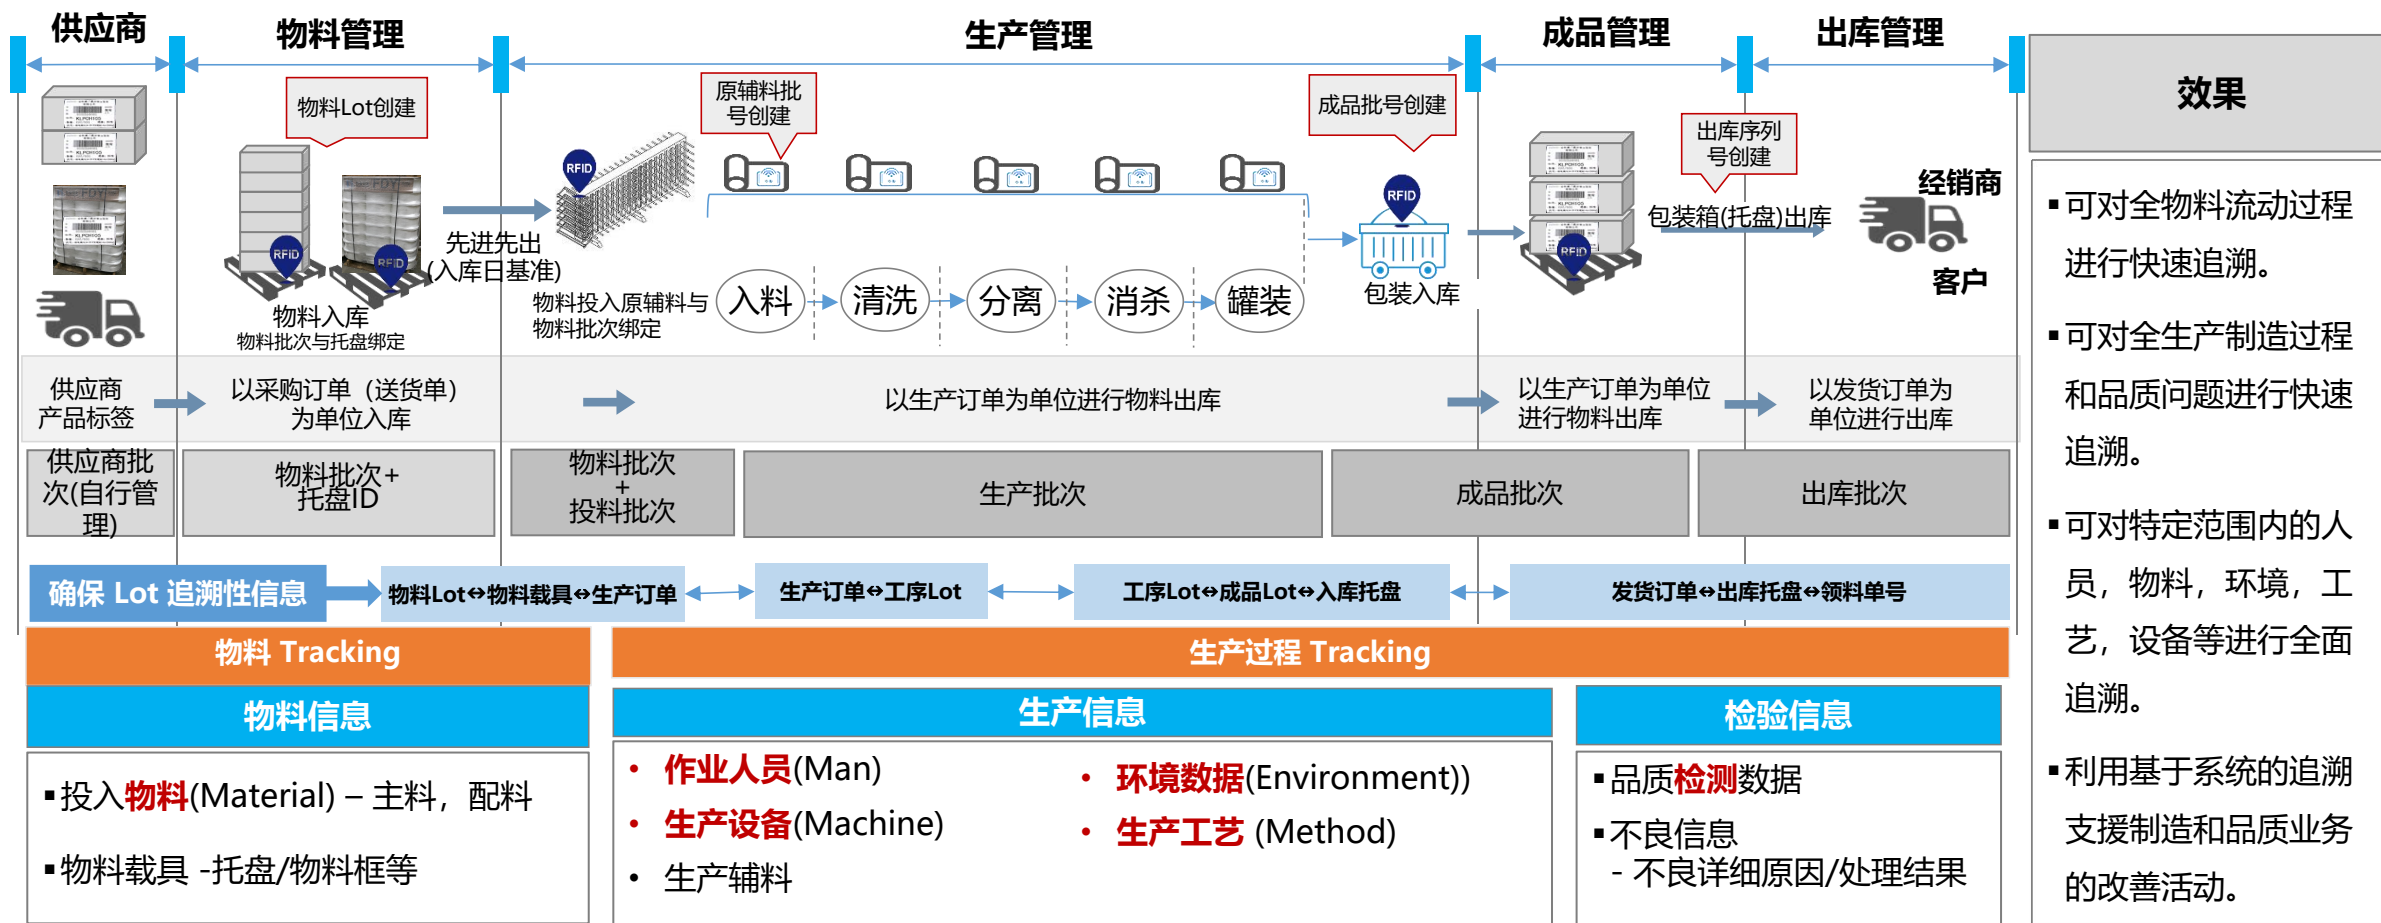 供应商
物料管理
生产管理
成品管理
出库管理
效果
物料Lot创建
原辅料批
号创建
成品批号创建
出库序列
号创建
RFID
RFID
RFID
RFID
RFID
先进先出
(入库日基准)
物料入库
物料批次与托盘绑定
物料投入原辅料与
物料批次绑定
入料
清洗
分离
消杀
罐装
包装入库
包装箱(托盘)出库
经销商
客户
供应商
产品标签
以采购订单（送货单）
为单位入库
以生产订单为单位进行物料出库
以生产订单为单位
进行物料出库
以发货订单为
单位进行出库
供应商批
次(自行管
理)
物料批次+
托盘ID
物料批次
+
投料批次
生产批次
成品批次
出库批次
确保 Lot 追溯性信息
物料Lot↔物料载具↔生产订单
生产订单↔工序Lot
工序Lot↔成品Lot↔入库托盘
发货订单↔出库托盘↔领料单号
物料 Tracking
生产过程 Tracking
物料信息
生产信息
检验信息
▪投入物料(Material) – 主料，配料
▪物料载具 -托盘/物料框等
• 作业人员(Man)
• 生产设备(Machine)
• 生产辅料
• 环境数据(Environment))
• 生产工艺 (Method)
▪品质检测数据
▪不良信息
- 不良详细原因/处理结果
▪可对全物料流动过程
进行快速追溯。
▪可对全生产制造过程
和品质问题进行快速
追溯。
▪可对特定范围内的人
员，物料，环境，工
艺，设备等进行全面
追溯。
▪利用基于系统的追溯
支援制造和品质业务
的改善活动。